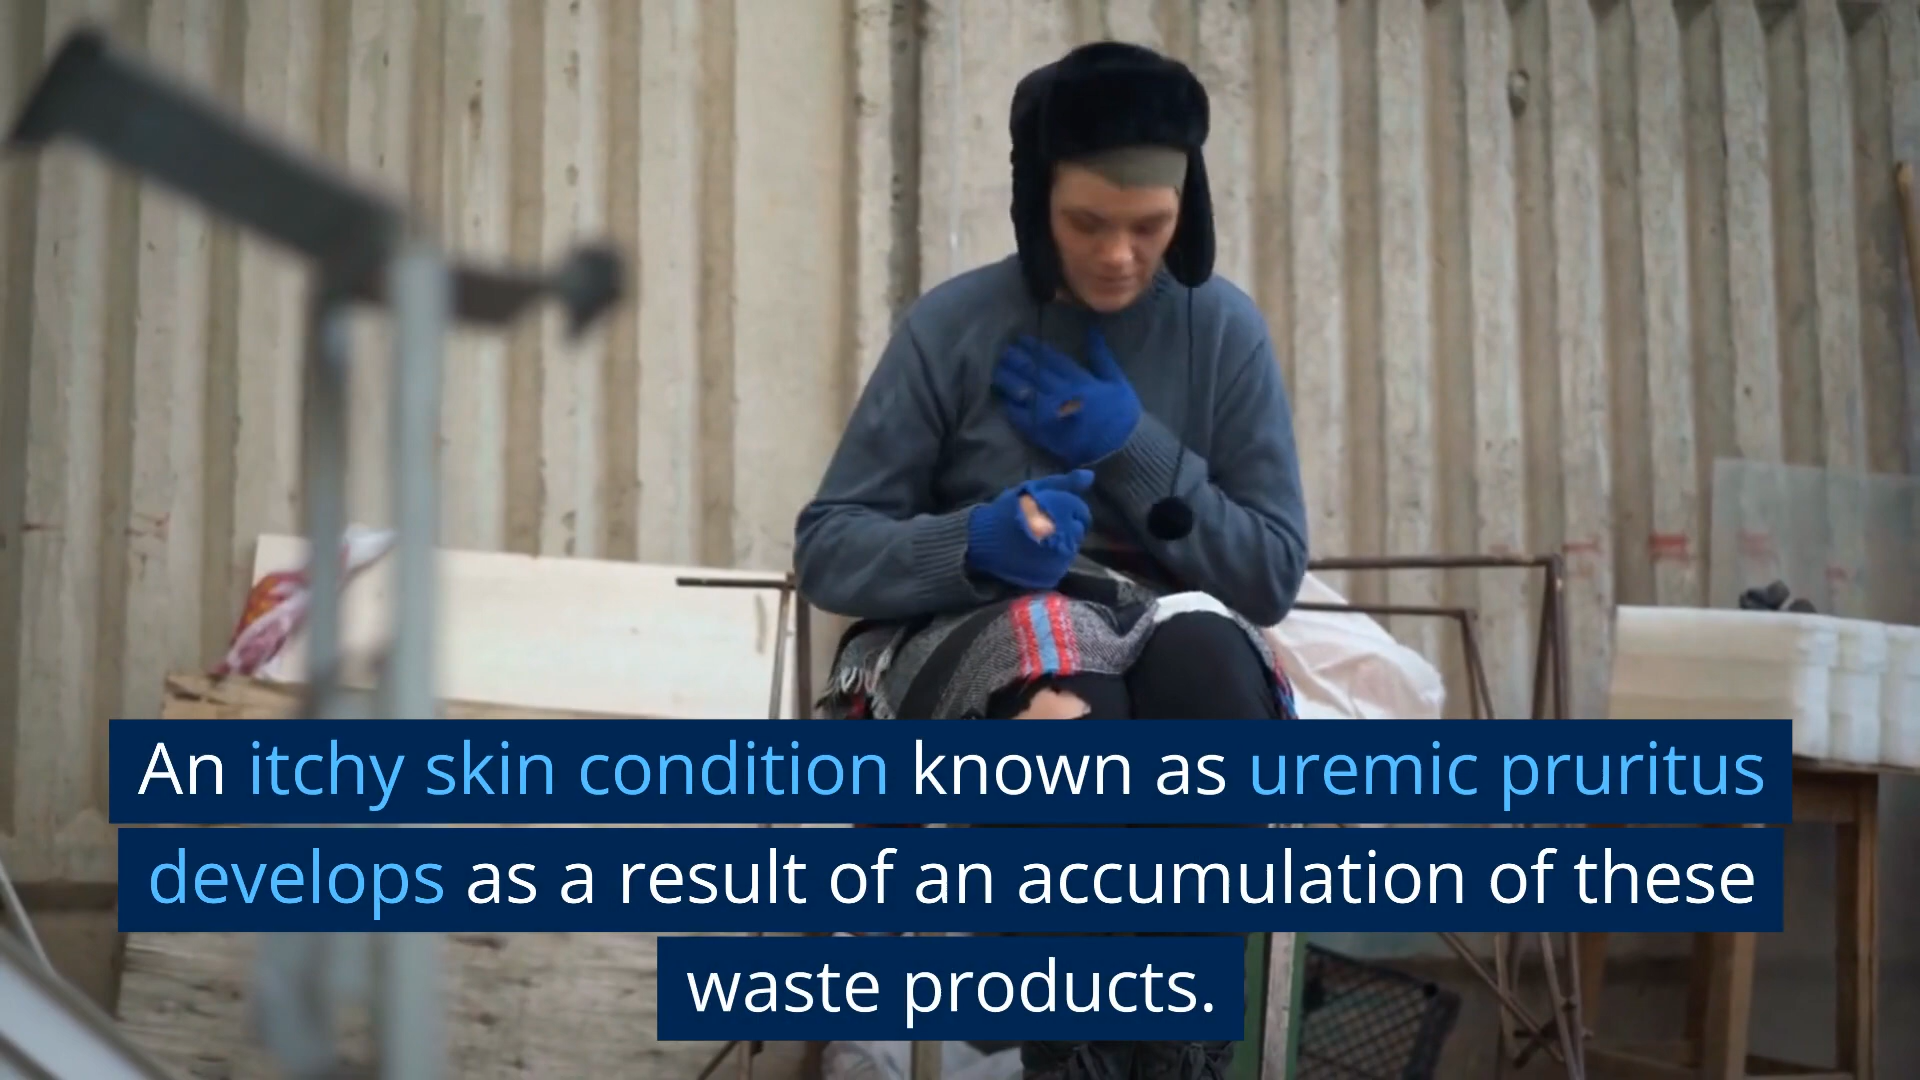 An itchy skin condition known as uremic pruritus
develops as a result of an accumulation of these
waste products.